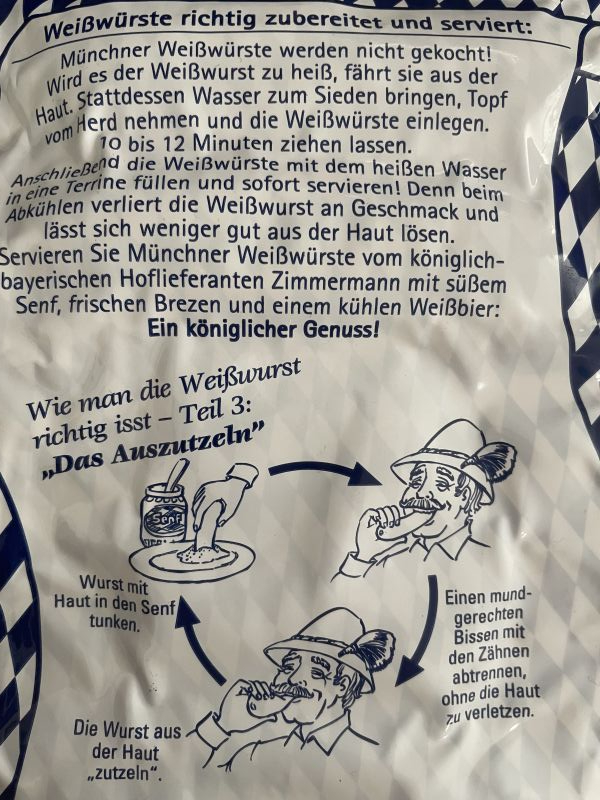 Weißwürste richtig zubereitet und serviert:
Münchner Weißwürste werden nicht gekocht!
Wird es der Weißwurst zu heiß, fährt sie aus der
Haut. Stattdessen Wasser zum Sieden bringen, Topf
vom Herd nehmen und die Weißwürste einlegen.
10 bis 12 Minuten ziehen lassen.
Anschließend die Weißwürste mit dem heißen Wasser
in eine Terrine füllen und sofort servieren! Denn beim
Abkühlen verliert die Weißwurst an Geschmack und
lässt sich weniger gut aus der Haut lösen.
Servieren Sie Münchner Weißwürste vom königlich-
bayerischen Hoflieferanten Zimmermann mit süßem
Senf, frischen Brezen und einem kühlen Weißbier:
Ein königlicher Genuss!
Wie man die Weißwurst
richtig isst – Teil 3:
„Das Auszutzeln”
Senf
Wurst mit
Haut in den Senf
tunken.
Einen mund-
gerechten
Bissen mit
den Zähnen
abtrennen,
ohne die Haut
zu verletzen.
Die Wurst aus
der Haut
„zutzeln“.